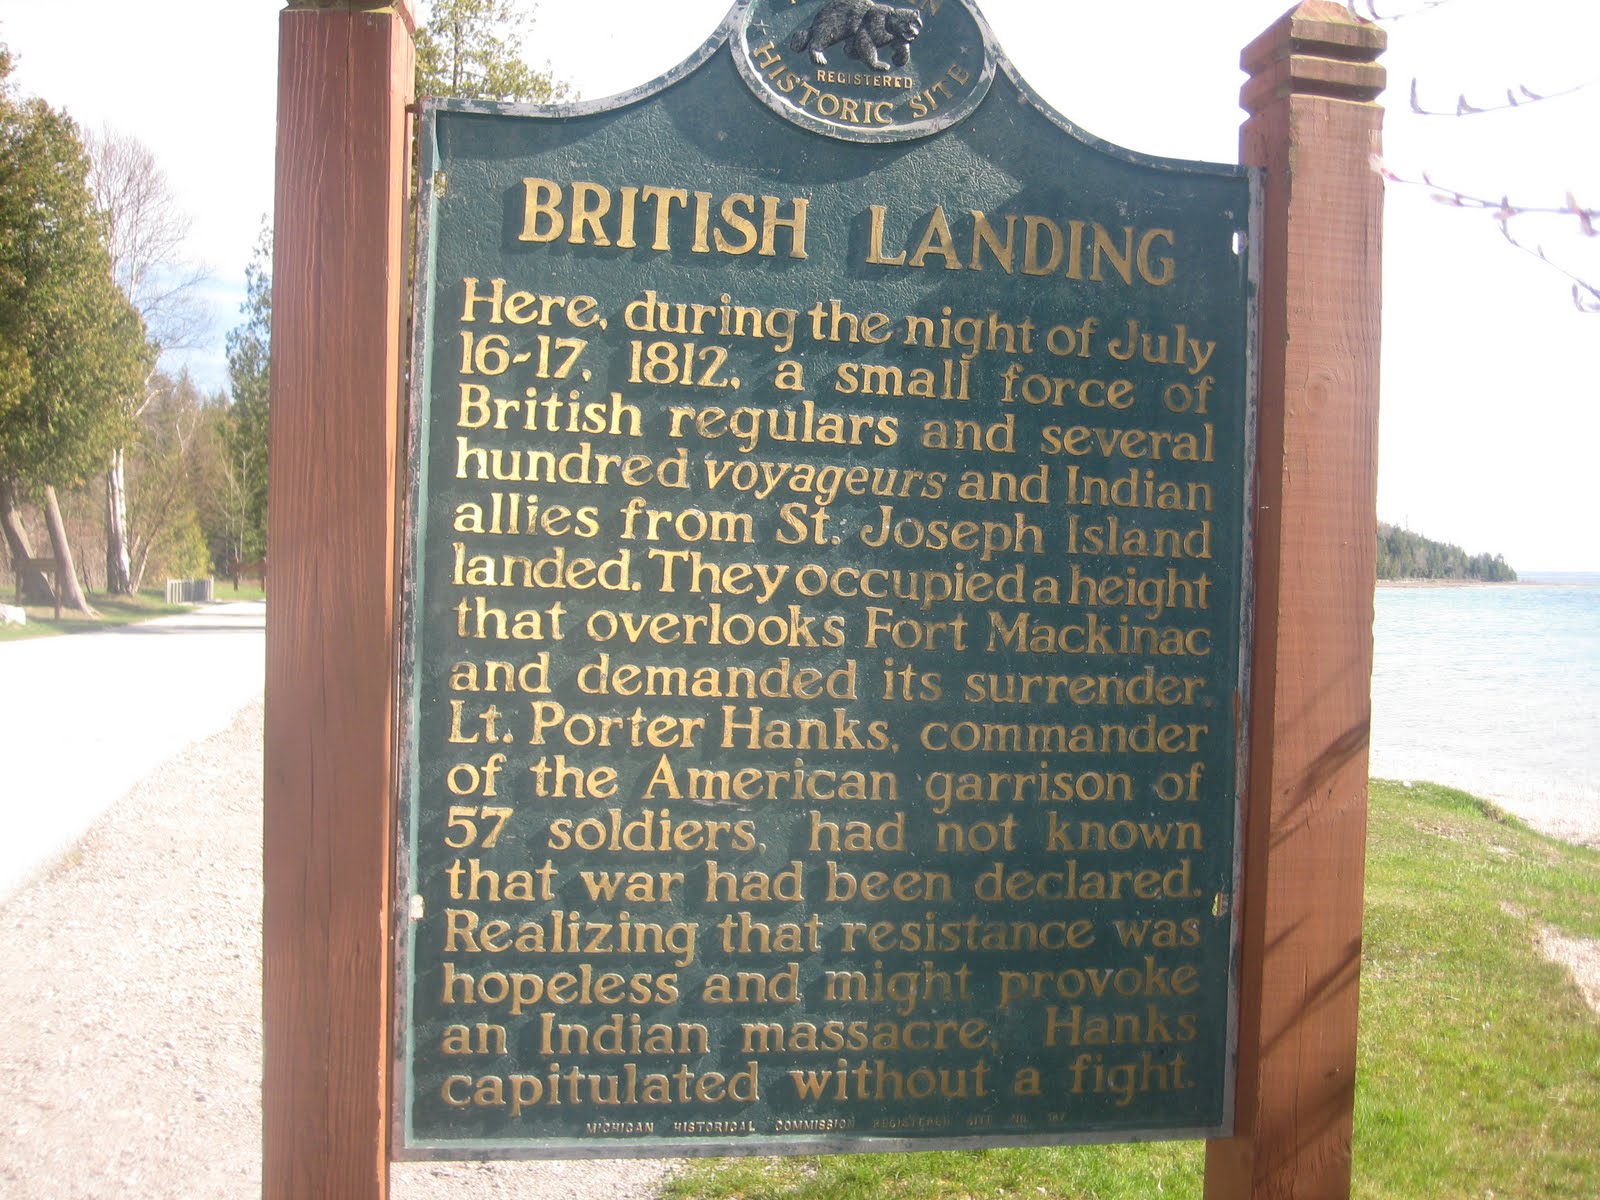 REGISTERED
HISTORIC SITE
BRITISH LANDING
Here, during the night of July
16-17, 1812, a small force of
British regulars and several
hundred voyageurs and Indian
allies from St. Joseph Island
landed. They occupied a height
that overlooks Fort Mackinac
and demanded its surrender.
Lt. Porter Hanks, commander
of the American garrison of
57 soldiers, had not known
that war had been declared.
Realizing that resistance was
hopeless and might provoke
an Indian massacre, Hanks
capitulated without a fight.
MICHIGAN HISTORICAL COMMISSION REGISTERED SITE NO.